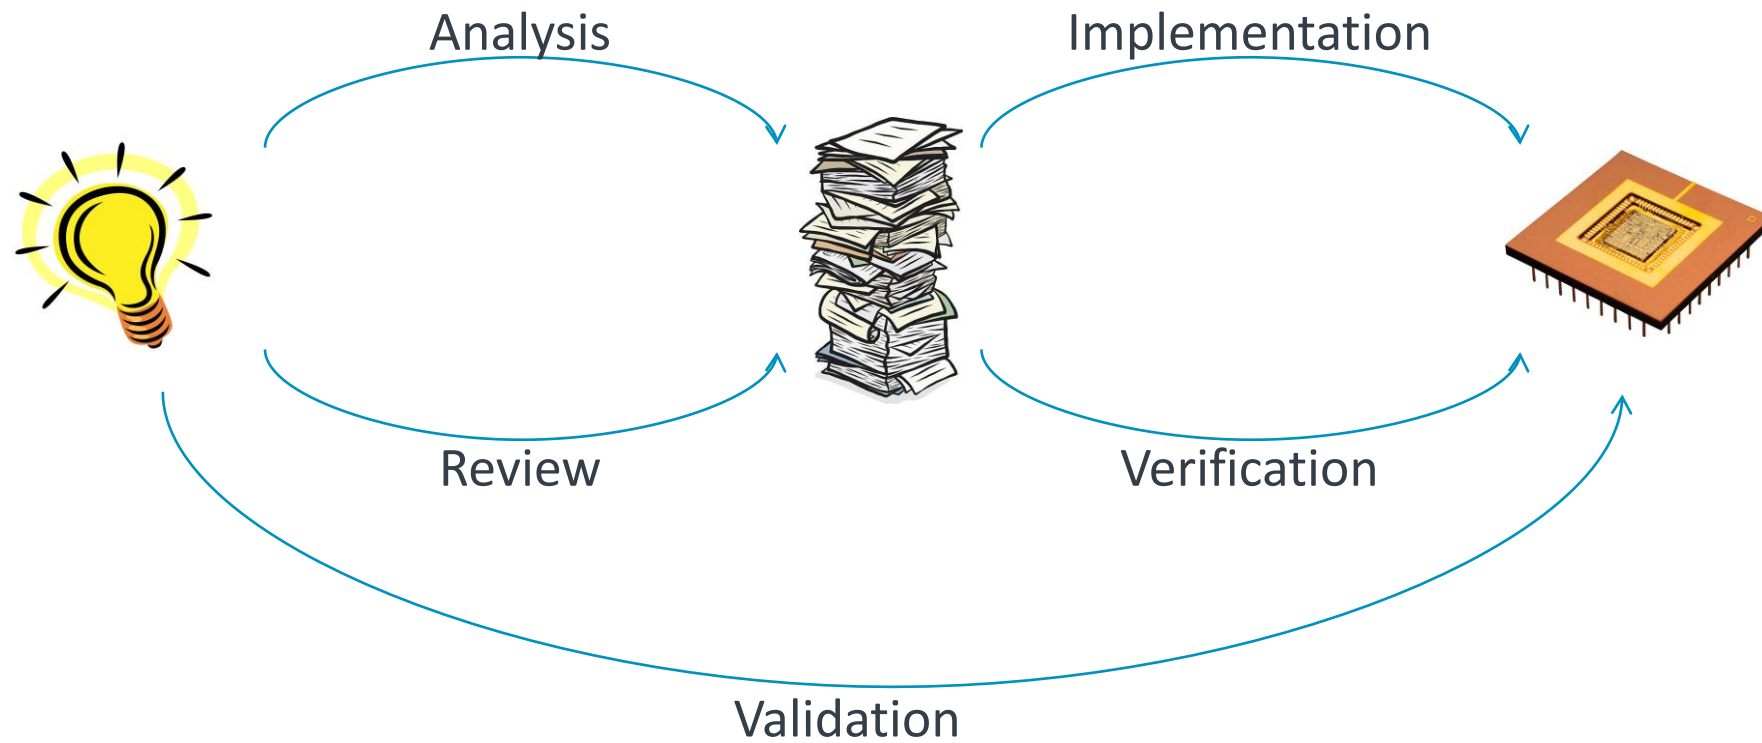 Analysis
Implementation
Review
Verification
Validation